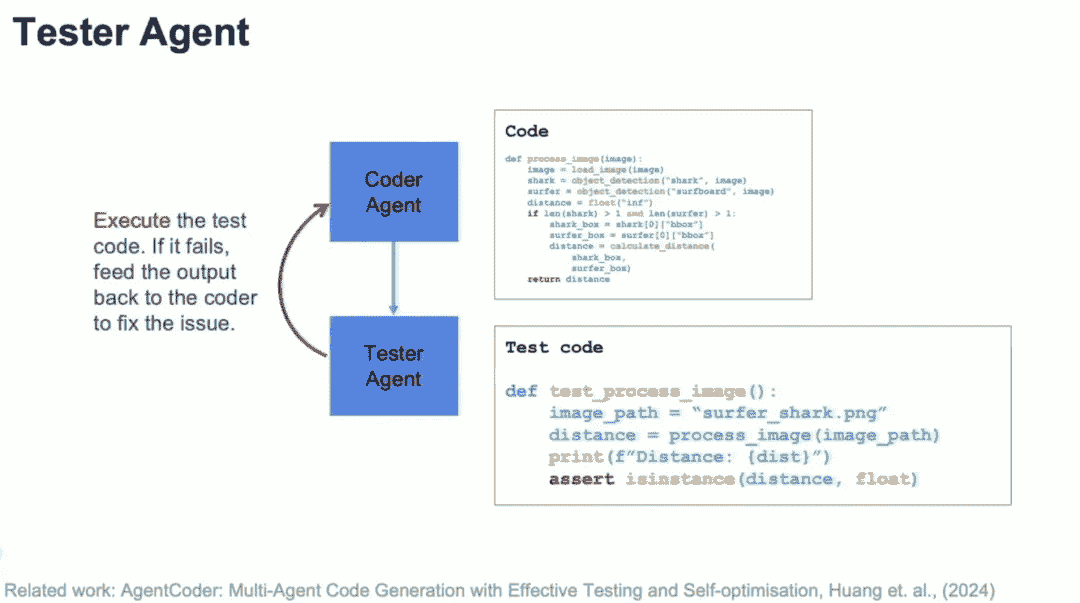 Tester Agent
Execute the test
code. If it fails,
feed the output
back to the coder
to fix the issue.
Coder
Agent
Tester
Agent
Code
def process_image(image):
    image = load_image(image)
    shark = object_detection("shark", image)
    surfer = object_detection("surfboard", image)
    distance = float("inf")
    if len(shark) > 1 and len(surfer) > 1:
        shark_box = shark[0]["bbox"]
        surfer_box = surfer[0]["bbox"]
        distance = calculate_distance(
            shark_box,
            surfer_box)
    return distance
Test code
def test_process_image():
    image_path = “surfer_shark.png”
    distance = process_image(image_path)
    print(f”Distance: {dist}”)
    assert isinstance(distance, float)
Related work: AgentCoder: Multi-Agent Code Generation with Effective Testing and Self-optimisation, Huang et. al., (2024)